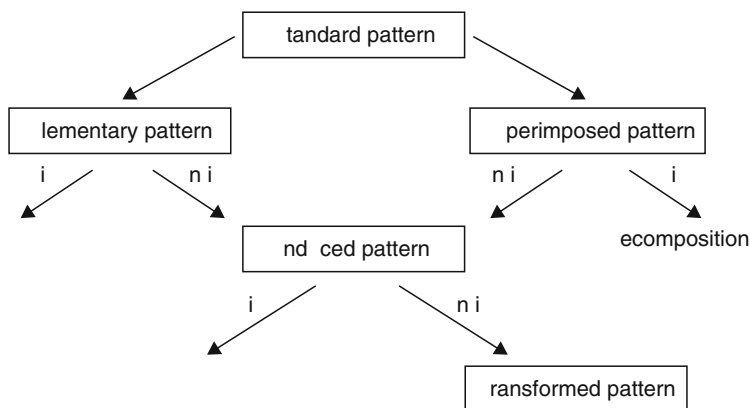 tandard pattern
lementary pattern
perimposed pattern
i
n i
n i
i
ecomposition
nd ced pattern
i
n i
ransformed pattern